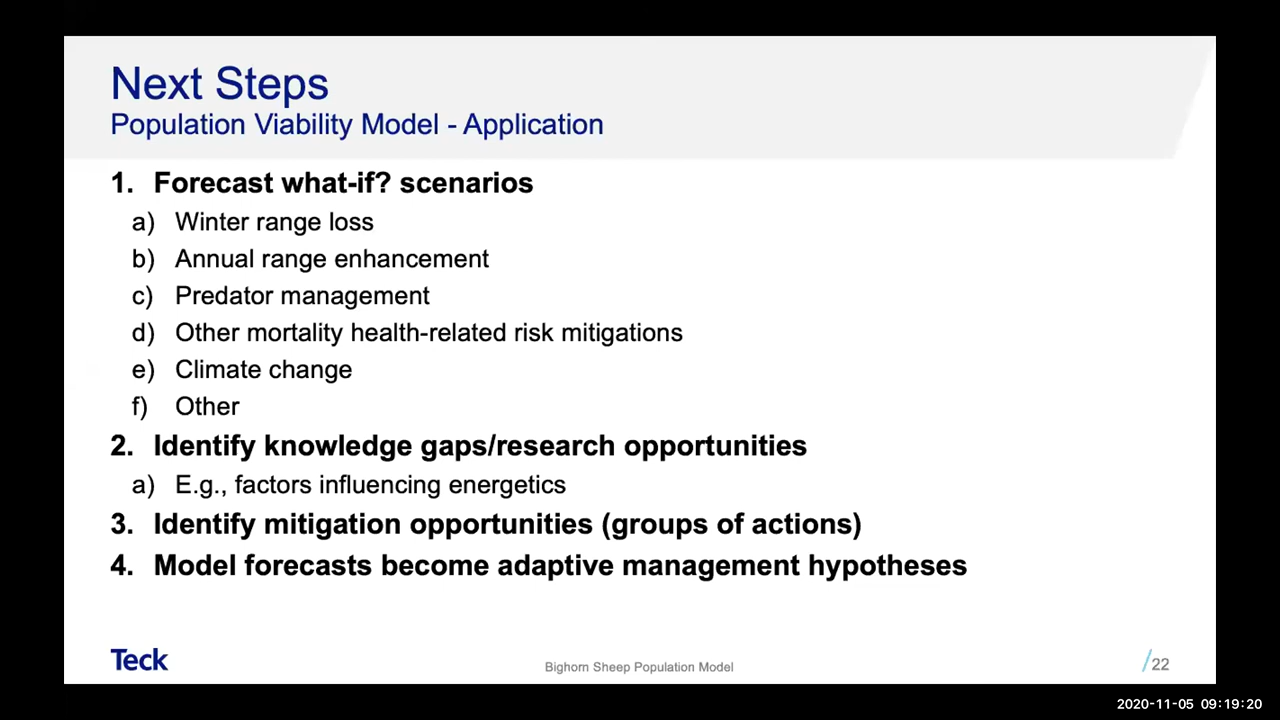 Next Steps
Population Viability Model - Application
1. Forecast what-if? scenarios
a) Winter range loss
b) Annual range enhancement
c) Predator management
d) Other mortality health-related risk mitigations
e) Climate change
f) Other
2. Identify knowledge gaps/research opportunities
a) E.g., factors influencing energetics
3. Identify mitigation opportunities (groups of actions)
4. Model forecasts become adaptive management hypotheses
Teck
Bighorn Sheep Population Model
/22
2020-11-05 09:19:20